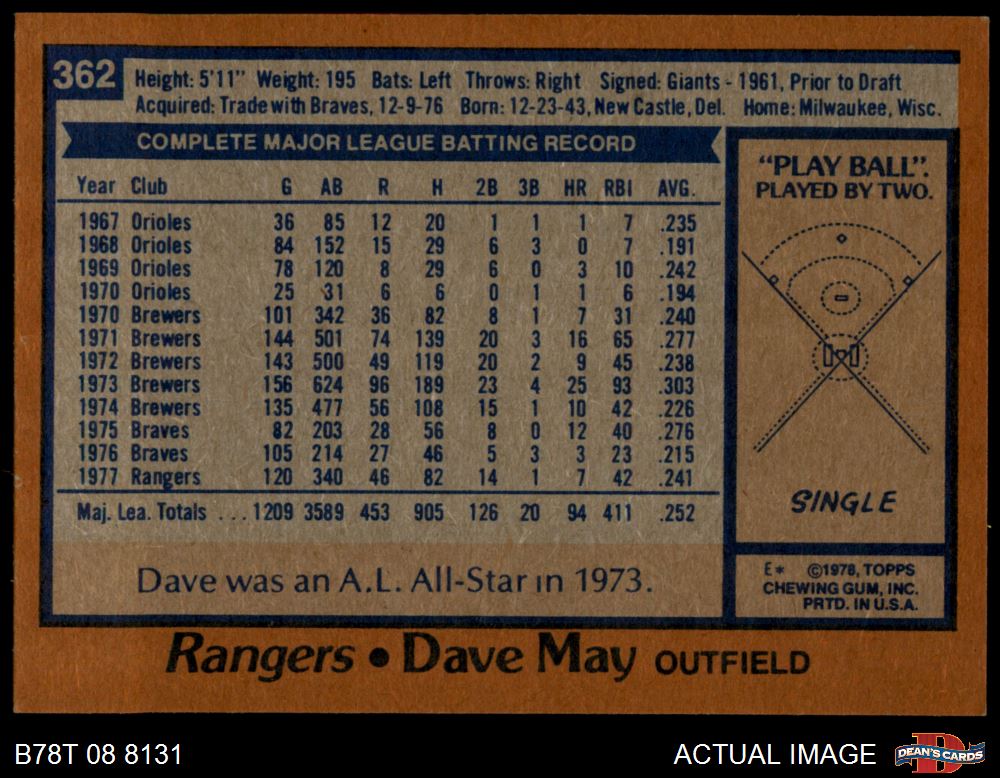 362
Height: 5'11" Weight: 195 Bats: Left Throws: Right Signed: Giants - 1961, Prior to Draft
Acquired: Trade with Braves, 12-9-76 Born: 12-23-43, New Castle, Del. Home: Milwaukee, Wisc.
COMPLETE MAJOR LEAGUE BATTING RECORD
Year Club G AB R H 2B 3B HR RBI AVG.
1967 Orioles 36 85 12 20 1 1 1 7 .235
1968 Orioles 84 152 15 29 6 3 0 7 .191
1969 Orioles 78 120 8 29 6 0 3 10 .242
1970 Orioles 25 31 6 6 0 1 1 6 .194
1970 Brewers 101 342 36 82 8 1 7 31 .240
1971 Brewers 144 501 74 139 20 3 16 65 .277
1972 Brewers 143 500 49 119 20 2 9 45 .238
1973 Brewers 156 624 96 189 23 4 25 93 .303
1974 Brewers 135 477 56 108 15 1 10 42 .226
1975 Braves 82 203 28 56 8 0 12 40 .276
1976 Braves 105 214 27 46 5 3 3 23 .215
1977 Rangers 120 340 46 82 14 1 7 42 .241
Maj. Lea. Totals ... 1209 3589 453 905 126 20 94 411 .252
Dave was an A.L. All-Star in 1973.
"PLAY BALL".
PLAYED BY TWO.
SINGLE
E* ©1978, TOPPS
CHEWING GUM, INC.
PRTD. IN U.S.A.
Rangers • Dave May OUTFIELD
B78T 08 8131
ACTUAL IMAGE
DEAN'S CARDS